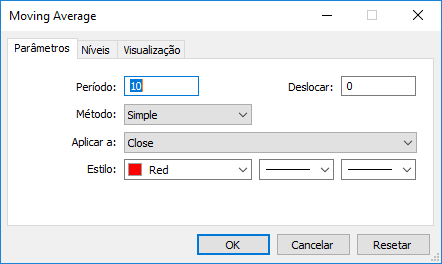 Moving Average
Parâmetros Níveis Visualização
Período: 10 Deslocar: 0
Método: Simple
Aplicar a: Close
Estilo: Red
OK Cancelar Resetar